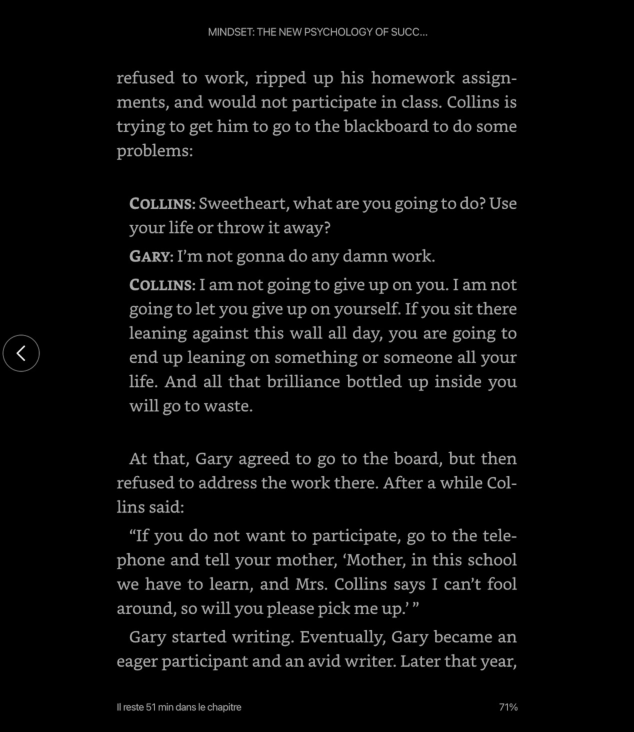 MINDSET: THE NEW PSYCHOLOGY OF SUCC...
refused to work, ripped up his homework assign-
ments, and would not participate in class. Collins is
trying to get him to go to the blackboard to do some
problems:
COLLINS: Sweetheart, what are you going to do? Use
your life or throw it away?
GARY: I’m not gonna do any damn work.
COLLINS: I am not going to give up on you. I am not
going to let you give up on yourself. If you sit there
leaning against this wall all day, you are going to
end up leaning on something or someone all your
life. And all that brilliance bottled up inside you
will go to waste.
At that, Gary agreed to go to the board, but then
refused to address the work there. After a while Col-
lins said:
“If you do not want to participate, go to the tele-
phone and tell your mother, ‘Mother, in this school
we have to learn, and Mrs. Collins says I can’t fool
around, so will you please pick me up.’ ”
Gary started writing. Eventually, Gary became an
eager participant and an avid writer. Later that year,
Il reste 51 min dans le chapitre
71%